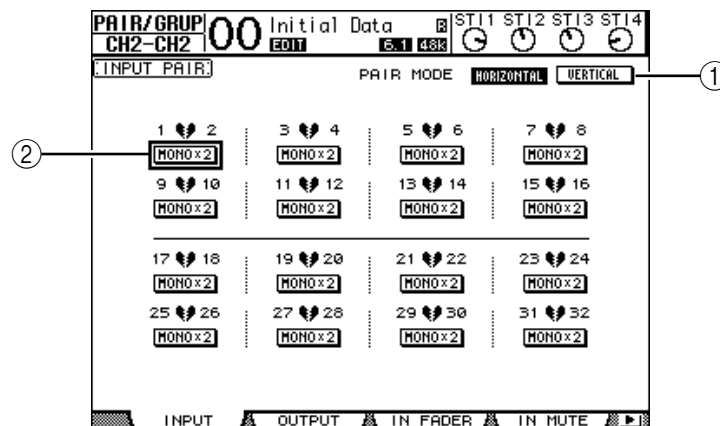 PAIR/GRUP 00 Initial Data R ST11 ST12 ST13 ST14
CH2-CH2 EDIT 6.1 48k
INPUT PAIR
PAIR MODE HORIZONTAL VERTICAL 1
1 2 3 4 5 6 7 8
2 MONO×2 MONO×2 MONO×2 MONO×2
9 10 11 12 13 14 15 16
MONO×2 MONO×2 MONO×2 MONO×2
17 18 19 20 21 22 23 24
MONO×2 MONO×2 MONO×2 MONO×2
25 26 27 28 29 30 31 32
MONO×2 MONO×2 MONO×2 MONO×2
INPUT OUTPUT IN FADER IN MUTE